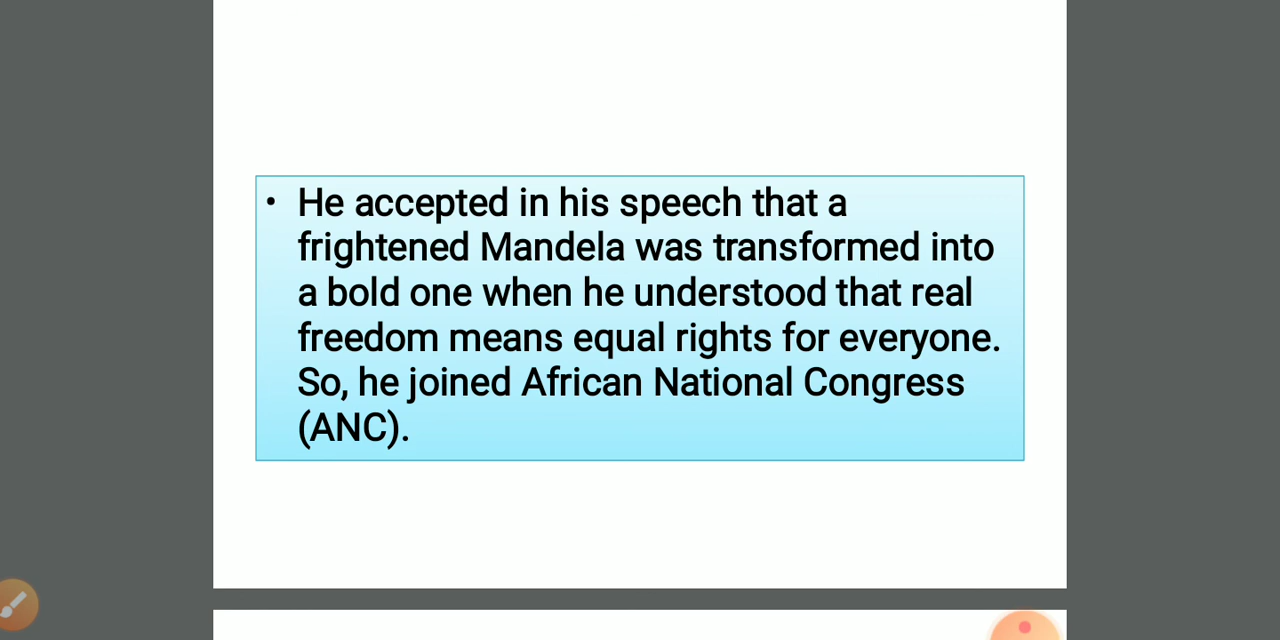 • He accepted in his speech that a
frightened Mandela was transformed into
a bold one when he understood that real
freedom means equal rights for everyone.
So, he joined African National Congress
(ANC).